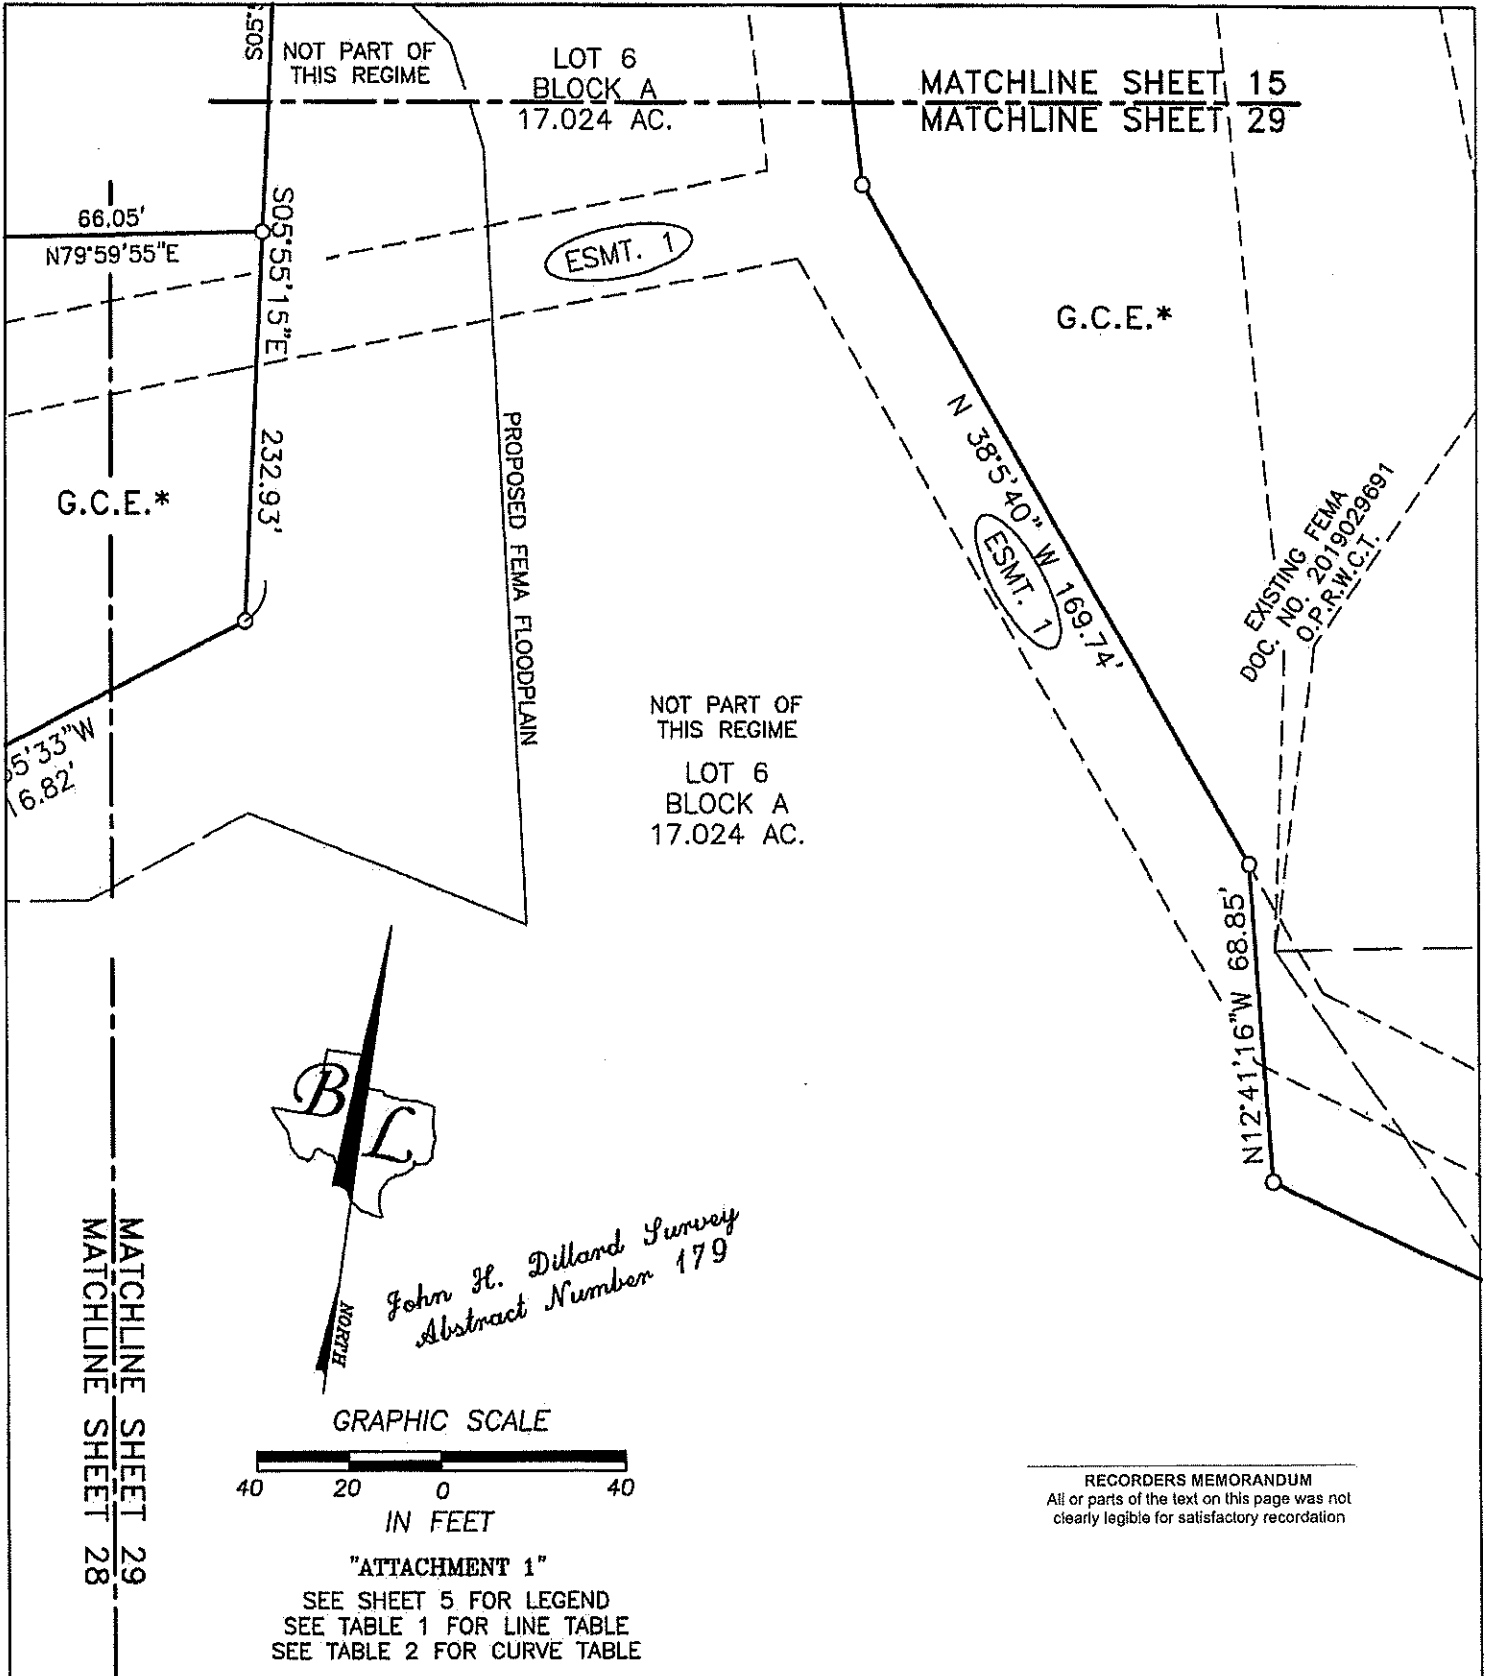 NOT PART OF
THIS REGIME
LOT 6
BLOCK A
17.024 AC.
MATCHLINE SHEET 15
MATCHLINE SHEET 29
66.05'
N79°59'55"E
S05°55'15"E
232.93'
ESMT. 1
G.C.E.*
G.C.E.*
PROPOSED FEMA FLOODPLAIN
N 38°5'40" W 169.74'
ESMT. 1
EXISTING FEMA
DOC. NO. 2019029691
O.P.R.W.C.T.
5'33"W
16.82'
NOT PART OF
THIS REGIME
LOT 6
BLOCK A
17.024 AC.
N12°41'16"W 68.85'
B L
NORTH
John H. Dillard Survey
Abstract Number 179
MATCHLINE SHEET 29
MATCHLINE SHEET 28
GRAPHIC SCALE
40 20 0 40
IN FEET
"ATTACHMENT 1"
SEE SHEET 5 FOR LEGEND
SEE TABLE 1 FOR LINE TABLE
SEE TABLE 2 FOR CURVE TABLE
RECORDERS MEMORANDUM
All or parts of the text on this page was not
clearly legible for satisfactory recordation